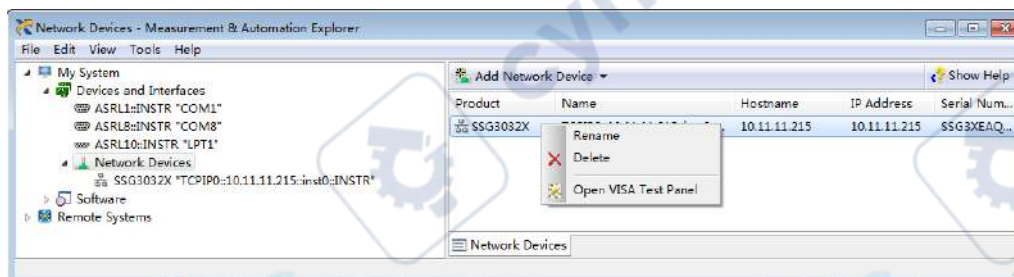 Network Devices - Measurement & Automation Explorer
File Edit View Tools Help
My System
Devices and Interfaces
ASRL1::INSTR "COM1"
ASRL8::INSTR "COM8"
ASRL10::INSTR "LPT1"
Network Devices
SSG3032X "TCPIP0::10.11.11.215::inst0::INSTR"
Software
Remote Systems
Add Network Device
Show Help
Product Name Hostname IP Address Serial Num...
SSG3032X 10.11.11.215 10.11.11.215 SSG3XEAQ...
Rename
Delete
Open VISA Test Panel
Network Devices